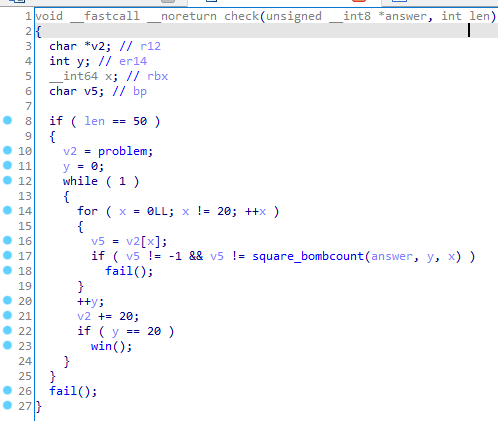 1 void __fastcall __noreturn check(unsigned __int8 *answer, int len)
2 {
3 char *v2; // r12
4 int y; // er14
5 __int64 x; // rbx
6 char v5; // bp
7
8 if ( len == 50 )
9 {
10 v2 = problem;
11 y = 0;
12 while ( 1 )
13 {
14 for ( x = 0LL; x != 20; ++x )
15 {
16 v5 = v2[x];
17 if ( v5 != -1 && v5 != square_bombcount(answer, y, x) )
18 fail();
19 }
20 ++y;
21 v2 += 20;
22 if ( y == 20 )
23 win();
24 }
25 }
26 fail();
27 }